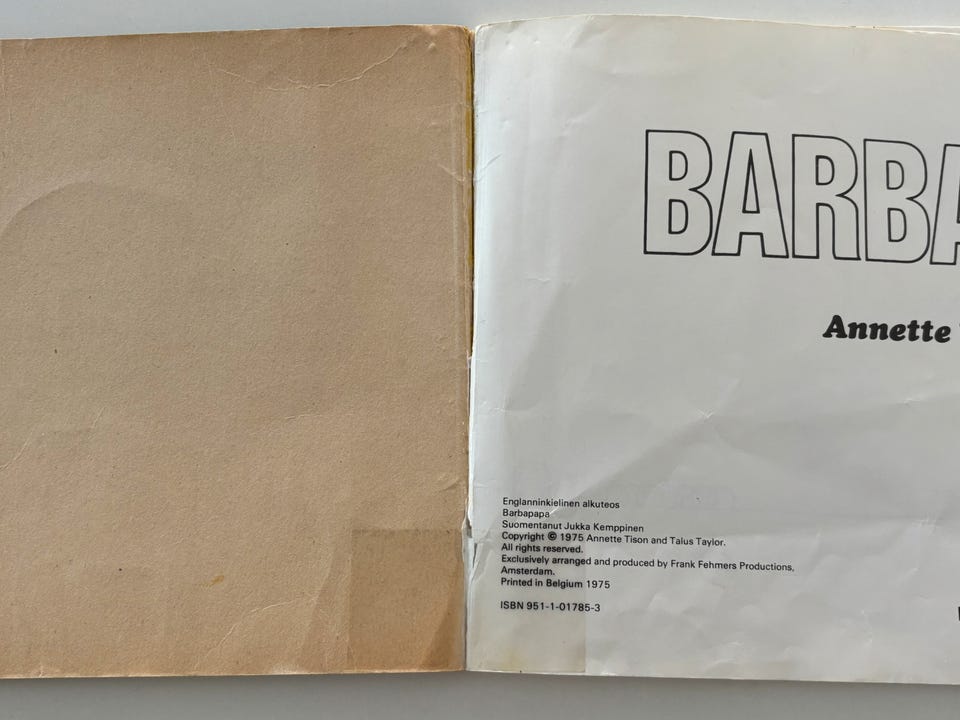 BARBA
Annette
Englanninkielinen alkuteos
Barbapapa
Suomentanut Jukka Kemppinen
Copyright © 1975 Annette Tison and Talus Taylor.
All rights reserved.
Exclusively arranged and produced by Frank Fehmers Productions,
Amsterdam.
Printed in Belgium 1975
ISBN 951-1-01785-3